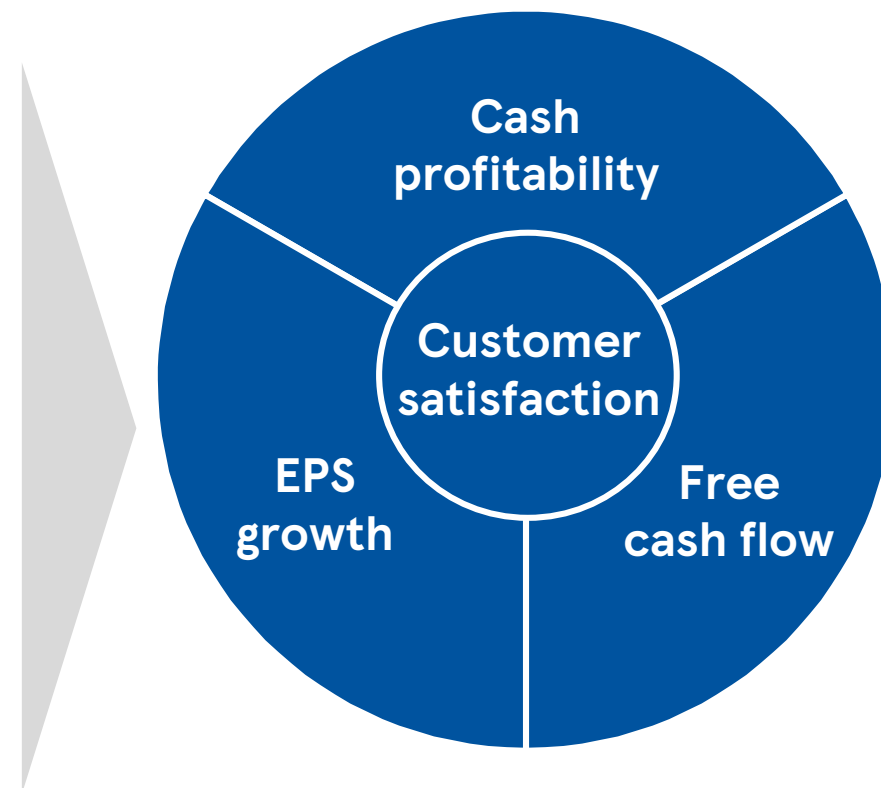 Cash
profitability
Customer
satisfaction
EPS
growth
Free
cash flow